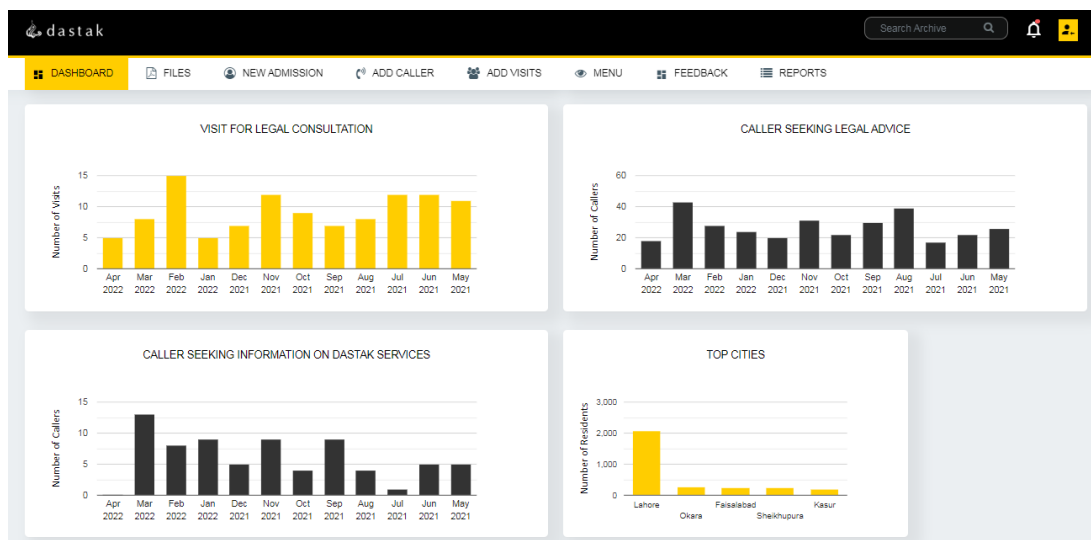 dastak
Search Archive
DASHBOARD FILES NEW ADMISSION ADD CALLER ADD VISITS MENU FEEDBACK REPORTS
VISIT FOR LEGAL CONSULTATION
Number of Visits
15
10
5
0
Apr Mar Feb Jan Dec Nov Oct Sep Aug Jul Jun May
2022 2022 2022 2022 2021 2021 2021 2021 2021 2021 2021 2021
CALLER SEEKING LEGAL ADVICE
Number of Callers
60
40
20
0
Apr Mar Feb Jan Dec Nov Oct Sep Aug Jul Jun May
2022 2022 2022 2022 2021 2021 2021 2021 2021 2021 2021 2021
CALLER SEEKING INFORMATION ON DASTAK SERVICES
Number of Callers
15
10
5
0
Apr Mar Feb Jan Dec Nov Oct Sep Aug Jul Jun May
2022 2022 2022 2022 2021 2021 2021 2021 2021 2021 2021 2021
TOP CITIES
Number of Residents
3,000
2,000
1,000
0
Lahore Faisalabad Kasur
Okara Sheikhupura